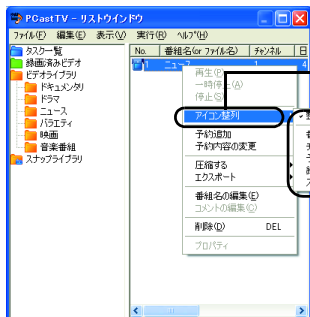 PCastTV - リストウインドウ
ファイル(F) 編集(E) 表示(V) 実行(R) ヘルプ(H)
タスク一覧
録画済みビデオ
ビデオライブラリ
ドキュメンタリ
ドラマ
ニュース
バラエティ
映画
音楽番組
スナップライブラリ
No. 番組名(or ファイル名) チャンネル 日
1 ニュース 1 4
再生(P)
一時停止(A)
停止(S)
アイコン整列
予約追加
予約内容の変更
圧縮する
エクスポート
番組名の編集(E)
コメントの編集(C)
削除(D) DEL
プロパティ